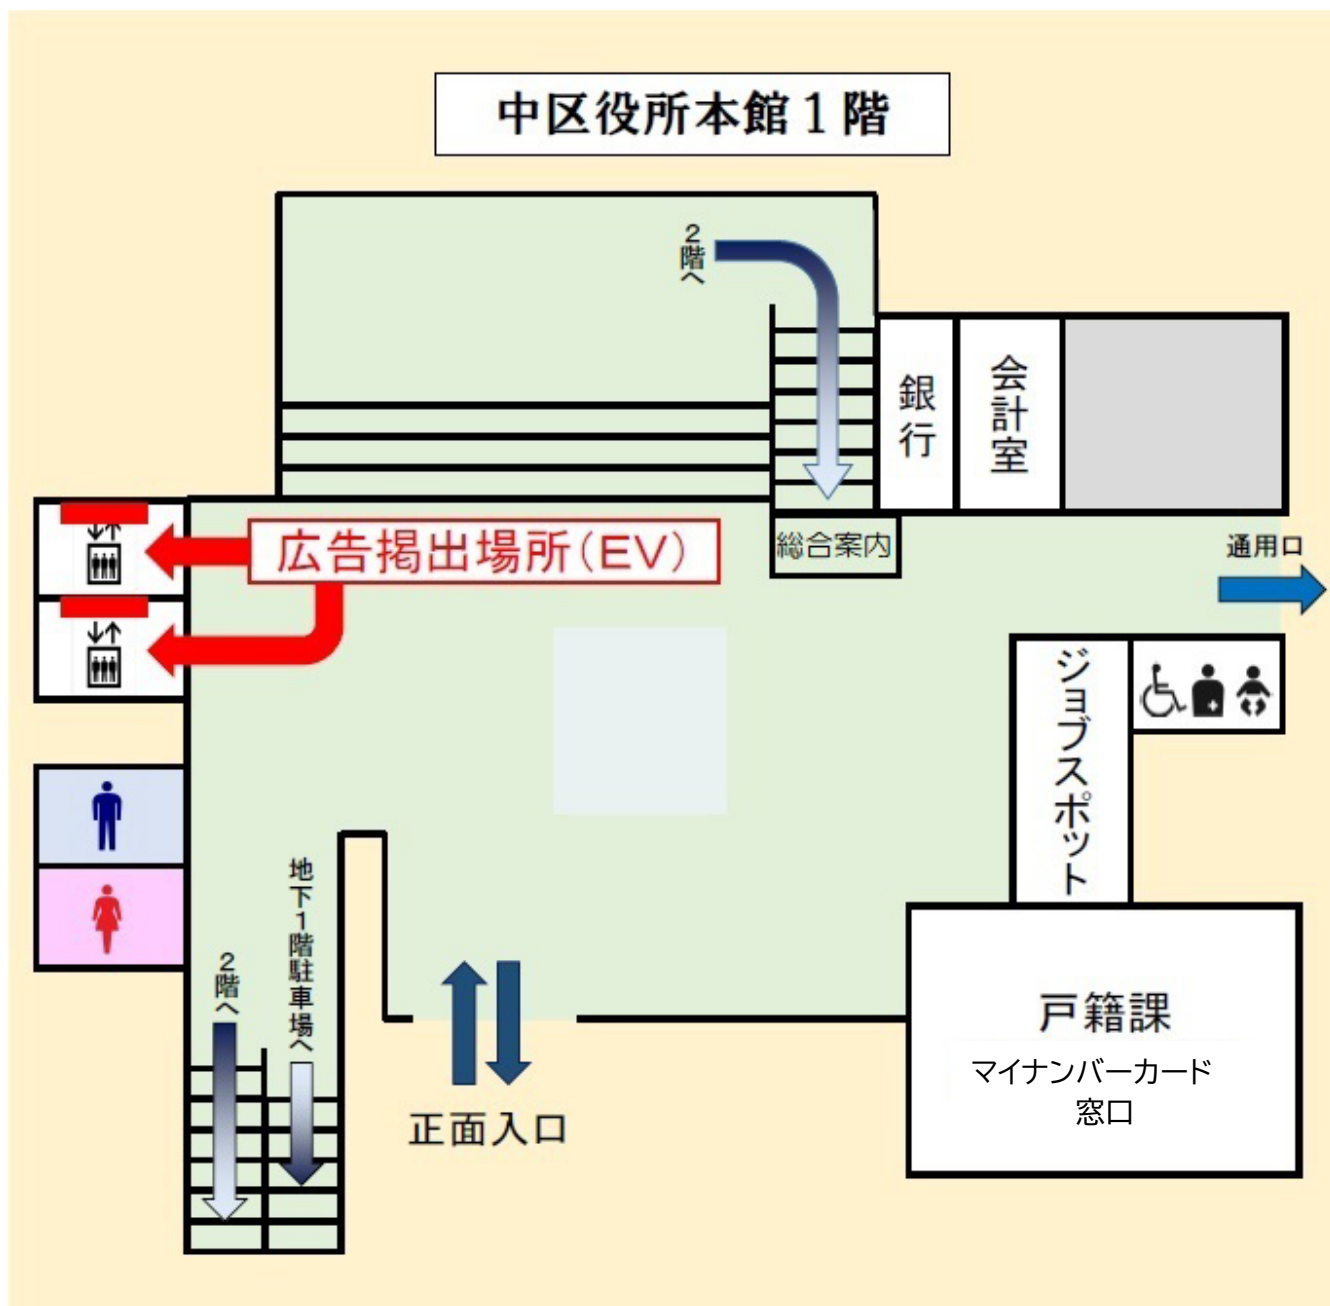 中区役所本館1階
2階へ
銀行
会計室
広告掲出場所(EV)
総合案内
通用口
ジョブスポット
地下1階駐車場へ
2階へ
戸籍課
マイナンバーカード
窓口
正面入口